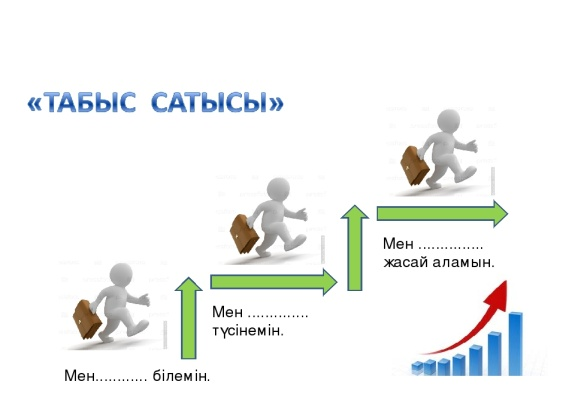 «ТАБЫС САТЫСЫ»
Мен ...............
жасай аламын.
Мен ..............
түсінемін.
Мен............ білемін.